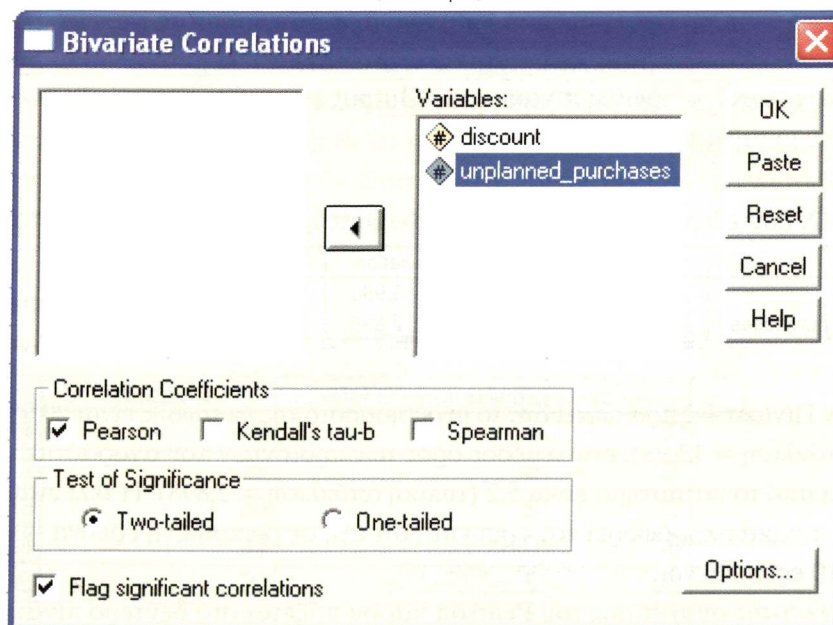 Bivariate Correlations
Variables:
discount
unplanned_purchases
OK
Paste
Reset
Cancel
Help
Correlation Coefficients
Pearson Kendall's tau-b Spearman
Test of Significance
Two-tailed One-tailed
Flag significant correlations
Options...